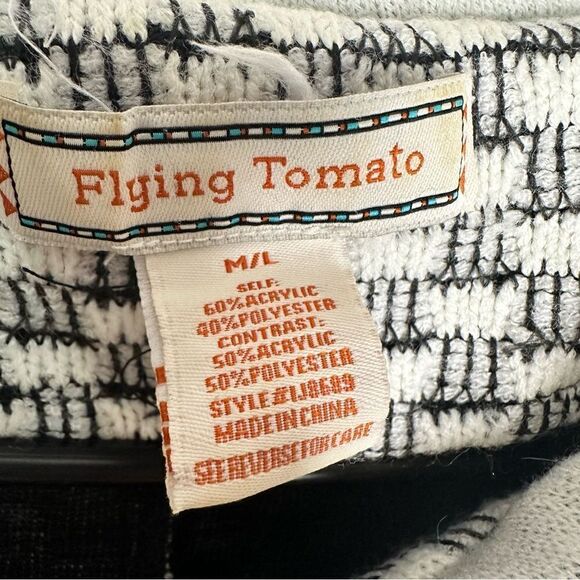 Flying Tomato
M/L
SELF:
60%ACRYLIC
40%POLYESTER
CONTRAST:
50%ACRYLIC
50%POLYESTER
STYLE#LI8699
MADE IN CHINA
SEE REVERSE FOR CARE